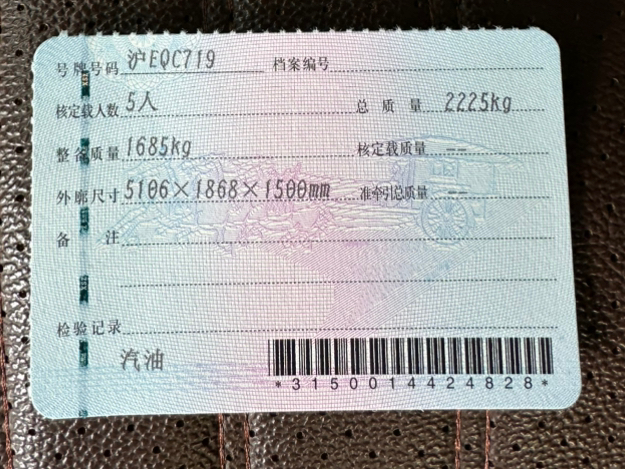 号牌号码 沪EQC719 档案编号
核定载人数 5人 总质量 2225kg
整备质量 1685kg 核定载质量 --
外廓尺寸 5106×1868×1500mm 准牵引总质量 --
备注
检验记录
汽油
*3150014424828*